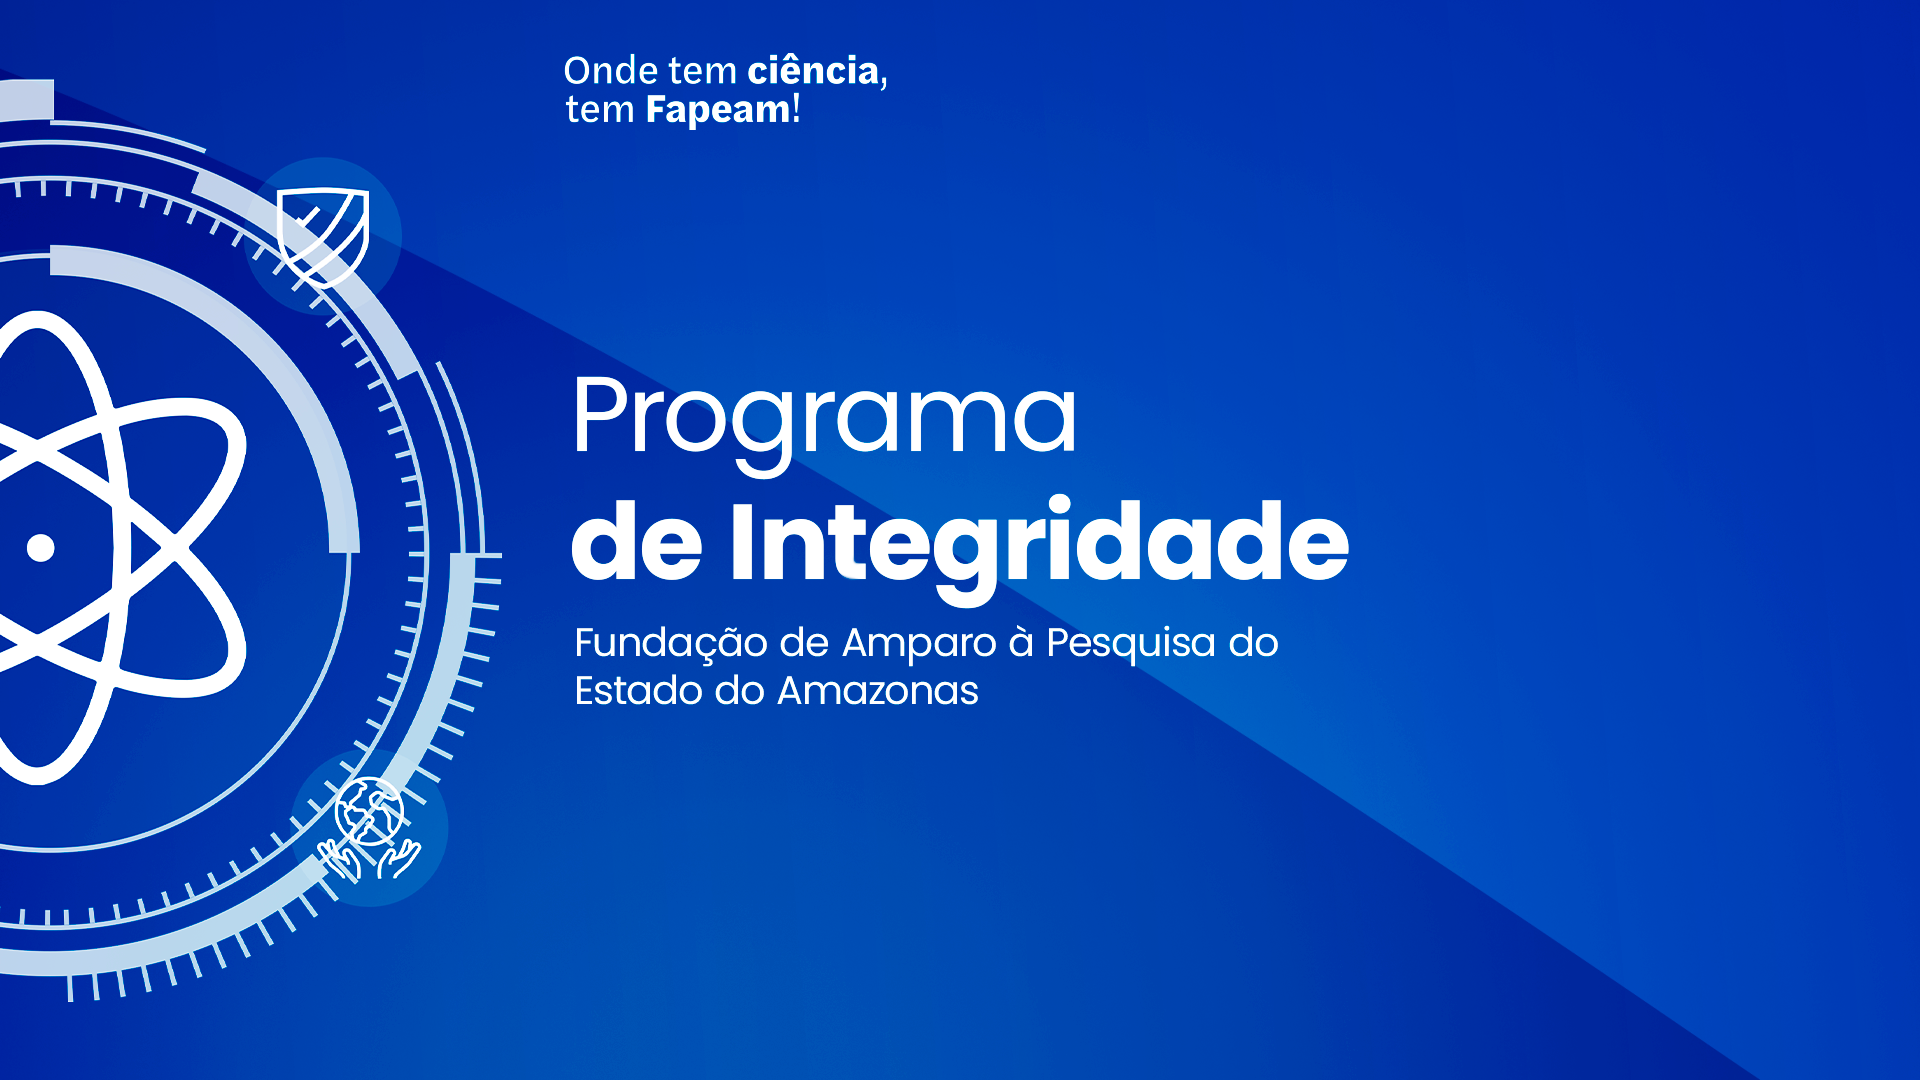 Onde tem ciência,
tem Fapeam!
Programa
de Integridade
Fundação de Amparo à Pesquisa do
Estado do Amazonas